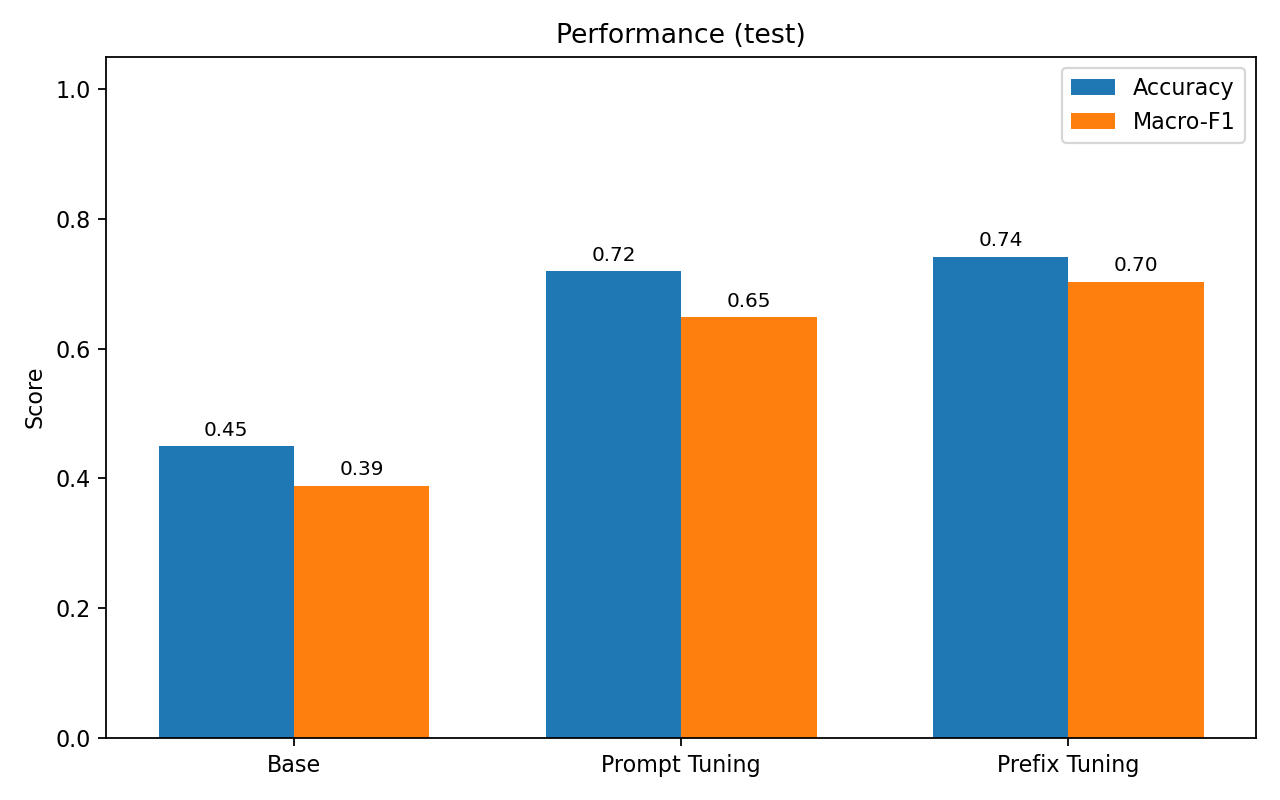 Performance (test)
Accuracy
Macro-F1
Score
1.0
0.8
0.6
0.4
0.2
0.0
0.45
0.39
0.72
0.65
0.74
0.70
Base
Prompt Tuning
Prefix Tuning